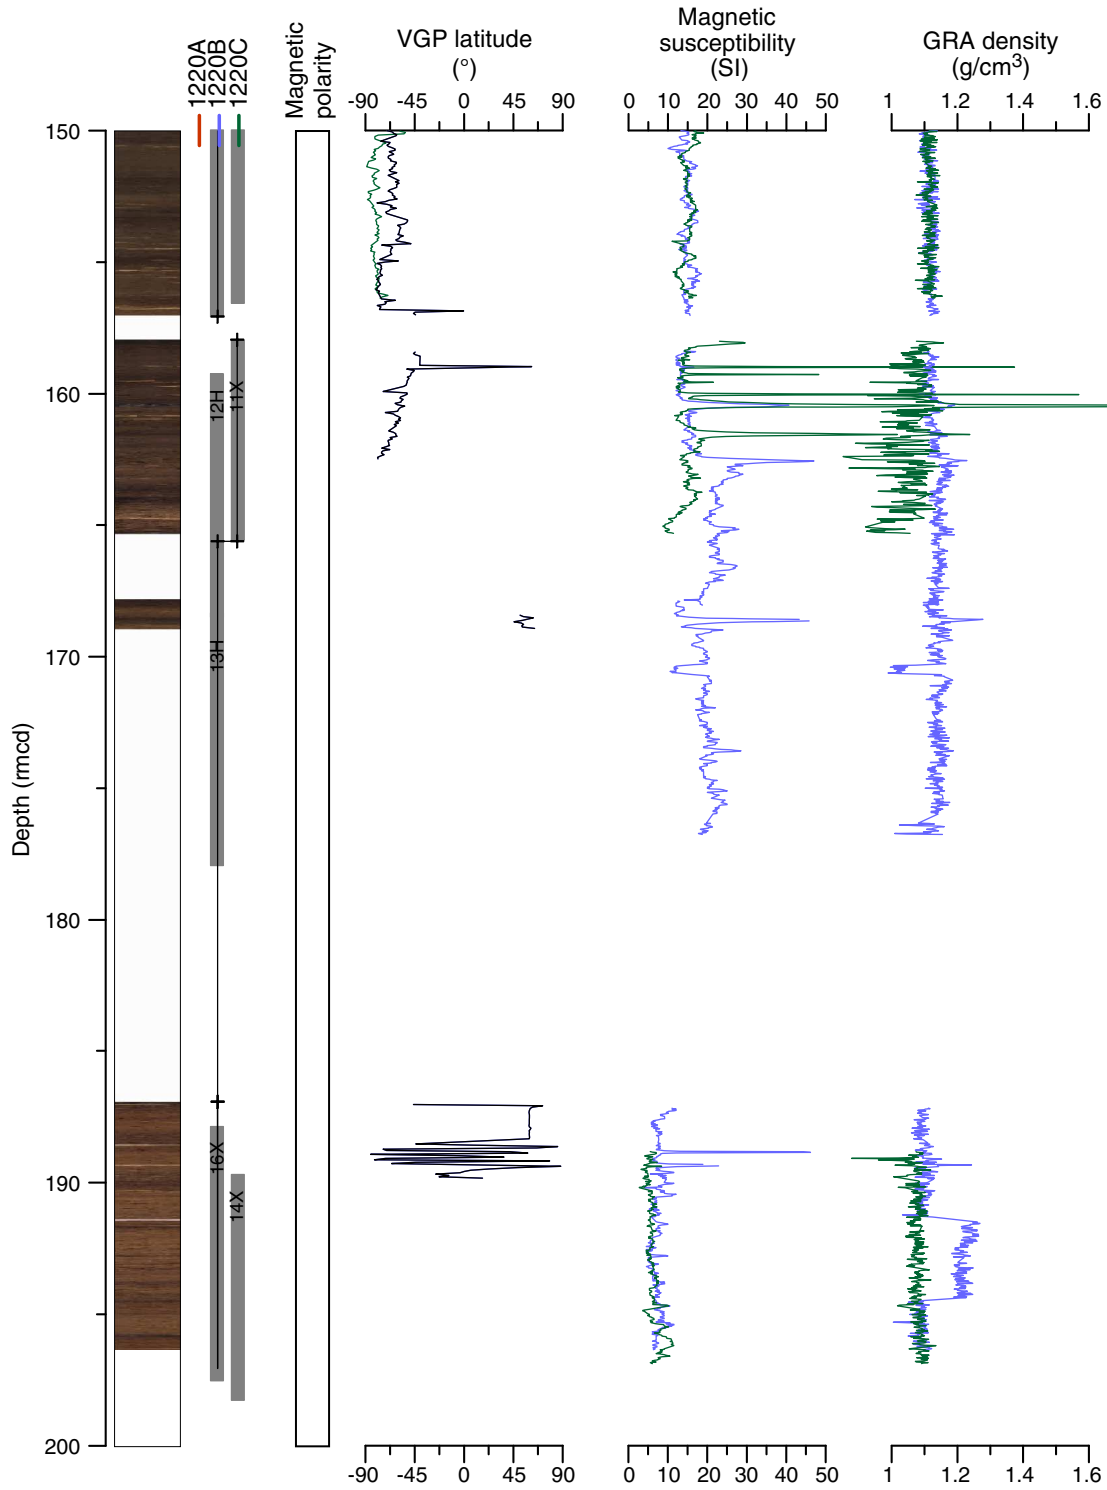 1220A
1220B
1220C
Magnetic
polarity
VGP latitude
(°)
Magnetic
susceptibility
(SI)
GRA density
(g/cm³)
-90 -45 0 45 90
0 10 20 30 40 50
1 1.2 1.4 1.6
150
160
170
180
190
200
Depth (rmcd)
12H
11X
13H
16X
14X
-90 -45 0 45 90
0 10 20 30 40 50
1 1.2 1.4 1.6